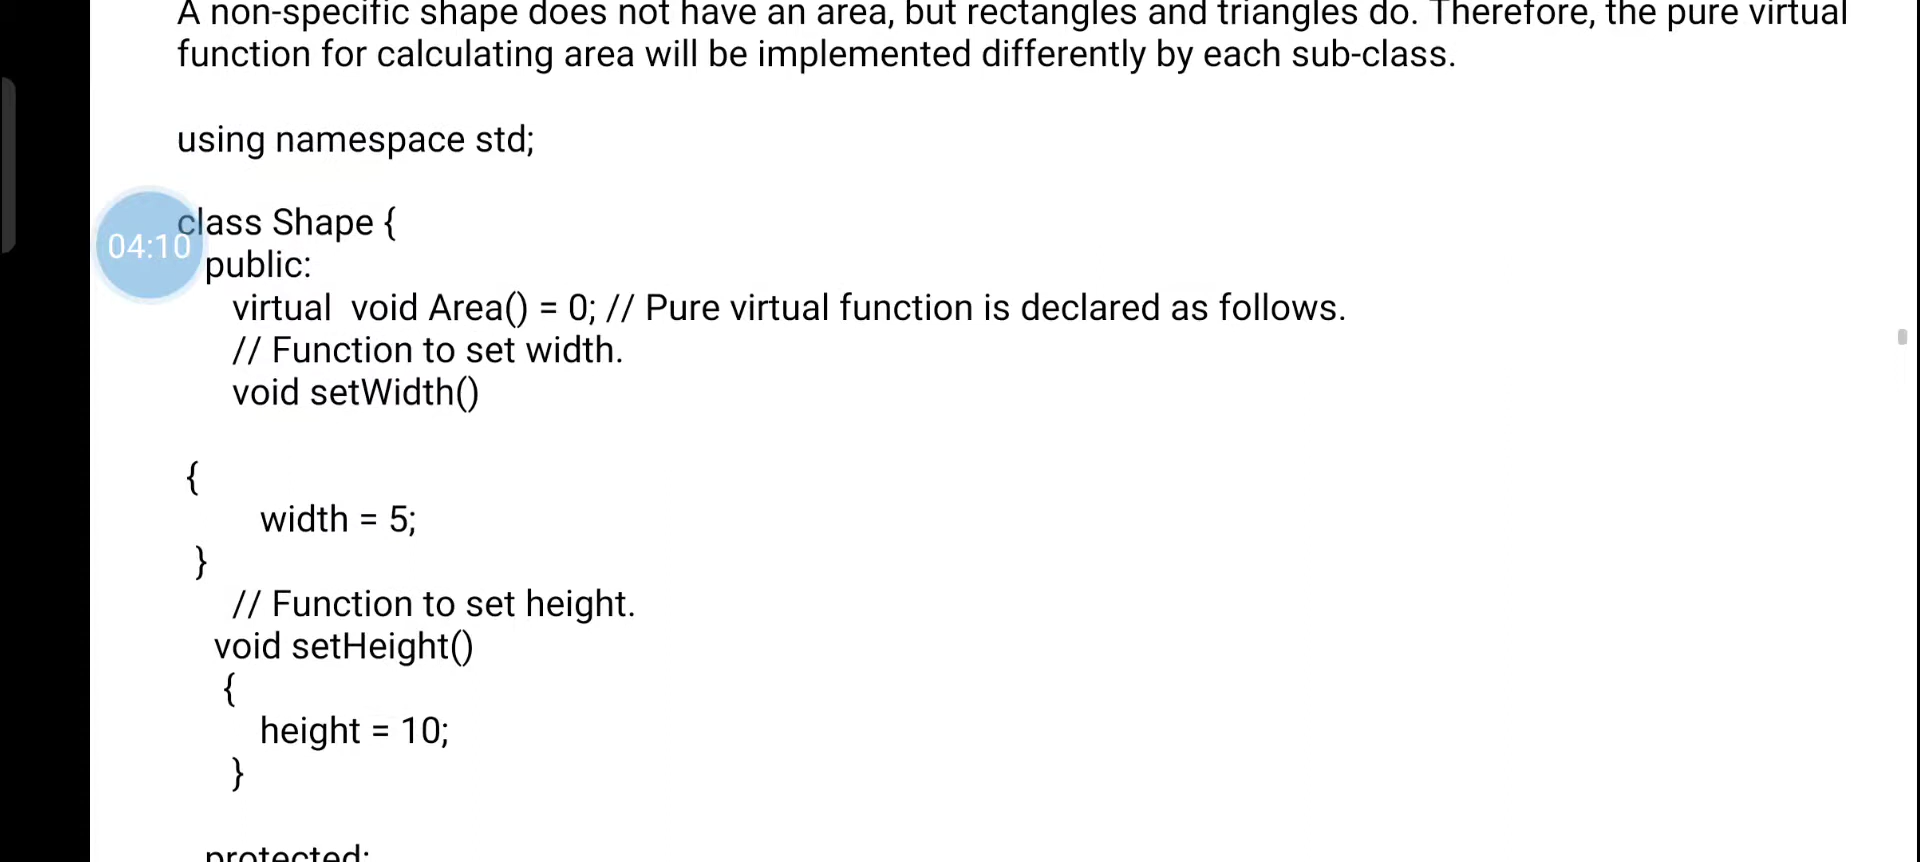 A non-specific shape does not have an area, but rectangles and triangles do. Therefore, the pure virtual
function for calculating area will be implemented differently by each sub-class.
using namespace std;
class Shape {
04:10
public:
virtual  void Area() = 0; // Pure virtual function is declared as follows.
// Function to set width.
void setWidth()
{
width = 5;
}
// Function to set height.
void setHeight()
{
height = 10;
}
protected: